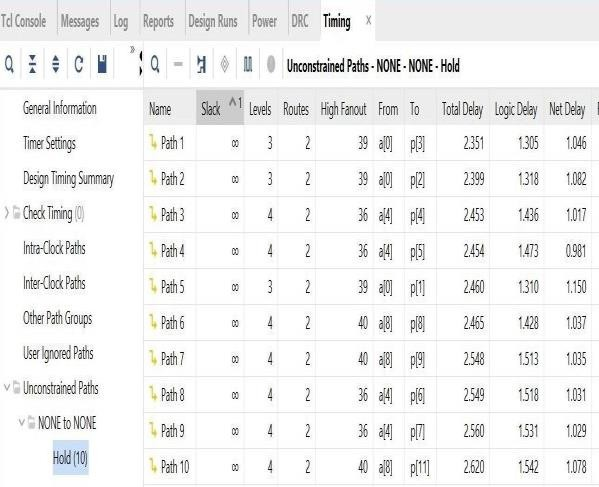 Tcl Console Messages Log Reports Design Runs Power DRC Timing ×
» Unconstrained Paths - NONE - NONE - Hold
General Information
Timer Settings
Design Timing Summary
Check Timing (0)
Intra-Clock Paths
Inter-Clock Paths
Other Path Groups
User Ignored Paths
Unconstrained Paths
NONE to NONE
Hold (10)
Name Slack ^1 Levels Routes High Fanout From To Total Delay Logic Delay Net Delay
Path 1 ∞ 3 2 39 a[0] p[3] 2.351 1.305 1.046
Path 2 ∞ 3 2 39 a[0] p[2] 2.399 1.318 1.082
Path 3 ∞ 4 2 36 a[4] p[4] 2.453 1.436 1.017
Path 4 ∞ 4 2 36 a[4] p[5] 2.454 1.473 0.981
Path 5 ∞ 3 2 39 a[0] p[1] 2.460 1.310 1.150
Path 6 ∞ 4 2 40 a[8] p[8] 2.465 1.428 1.037
Path 7 ∞ 4 2 40 a[8] p[9] 2.548 1.513 1.035
Path 8 ∞ 4 2 36 a[4] p[6] 2.549 1.518 1.031
Path 9 ∞ 4 2 36 a[4] p[7] 2.560 1.531 1.029
Path 10 ∞ 4 2 40 a[8] p[11] 2.620 1.542 1.078